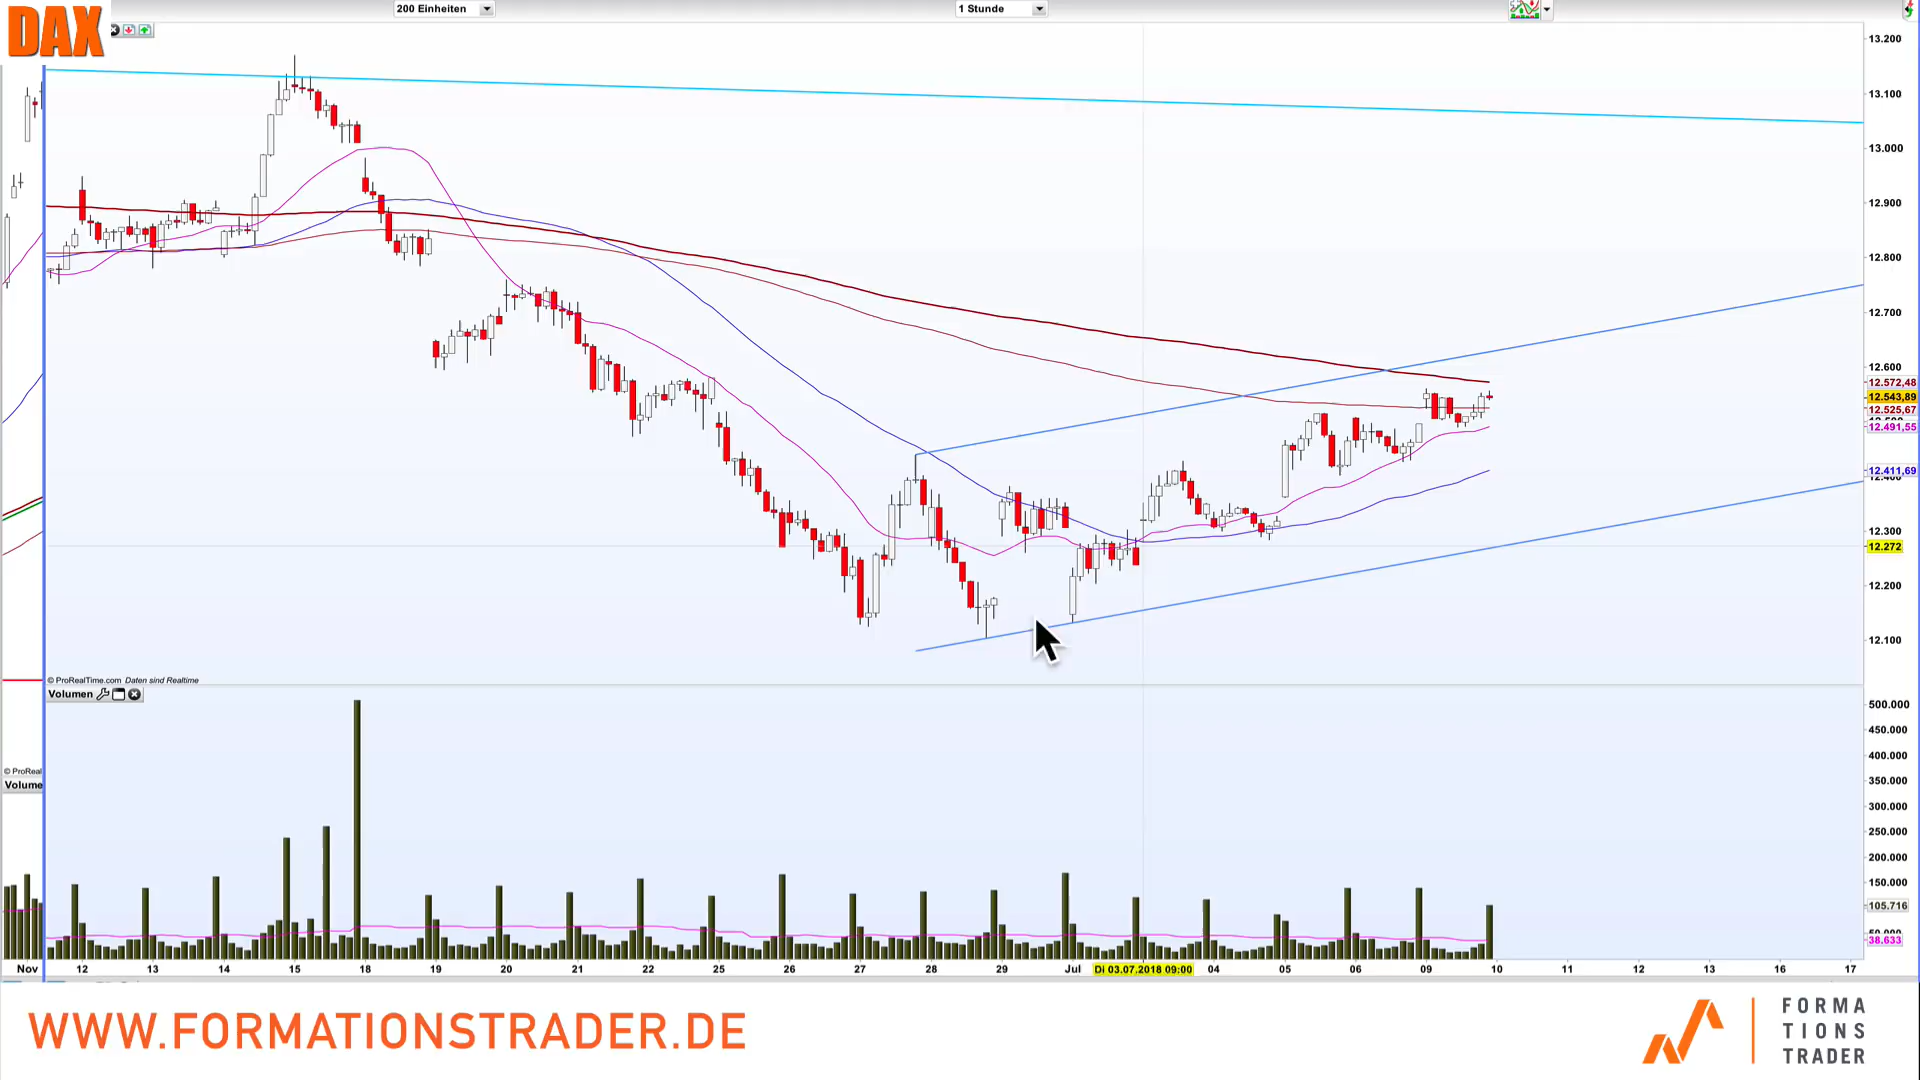 DAX
200 Einheiten
1 Stunde
13.200
13.100
13.000
12.900
12.800
12.700
12.600
12.572,48
12.543,89
12.525,67
12.491,55
12.411,69
12.400
12.300
12.272
12.200
12.100
© ProRealTime.com Daten sind Realtime
Volumen
500.000
450.000
400.000
350.000
300.000
250.000
200.000
150.000
105.716
50.000
38.633
© ProReal
Volume
Nov 12 13 14 15 18 19 20 21 22 25 26 27 28 29 Jul Di 03.07.2018 09:00 04 05 06 09 10 11 12 13 16 17
WWW.FORMATIONSTRADER.DE
FORMA
TIONS
TRADER